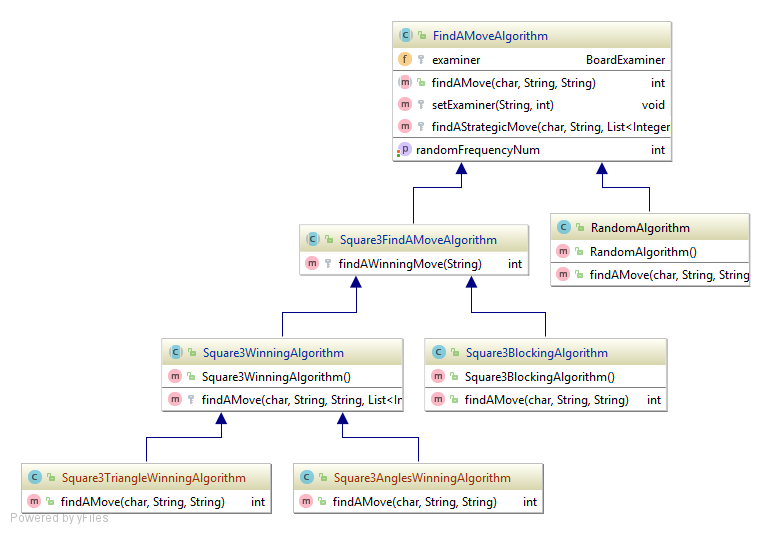 FindAMoveAlgorithm
examiner BoardExaminer
findAMove(char, String, String) int
setExaminer(String, int) void
findAStrategicMove(char, String, List<Integer
randomFrequencyNum int
Square3FindAMoveAlgorithm
findAWinningMove(String) int
RandomAlgorithm
RandomAlgorithm()
findAMove(char, String, String
Square3WinningAlgorithm
Square3WinningAlgorithm()
findAMove(char, String, String, List<In
Square3BlockingAlgorithm
Square3BlockingAlgorithm()
findAMove(char, String, String) int
Square3TriangleWinningAlgorithm
findAMove(char, String, String) int
Square3AnglesWinningAlgorithm
findAMove(char, String, String) int
Powered by yFiles